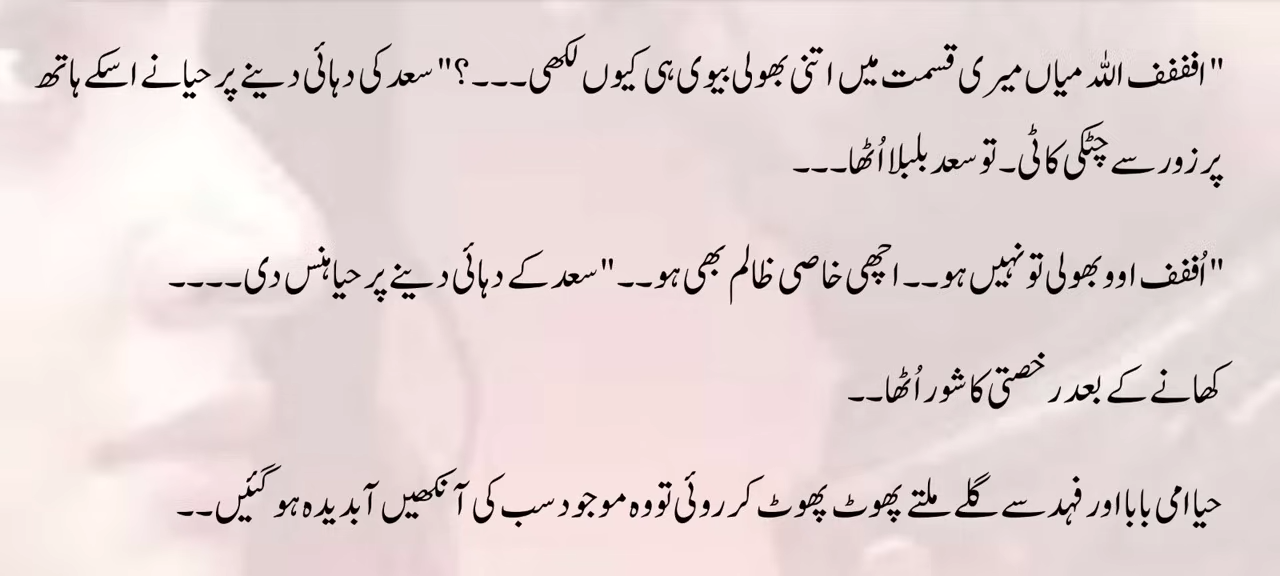 "افففف اللہ میاں میری قسمت میں اتنی بھولی بیوی ہی کیوں لکھی۔۔۔؟" سعد کی دہائی دینے پر حیا نے اسکے ہاتھ
پر زور سے چٹکی کاٹی۔ تو سعد بلبلا اُٹھا۔۔۔
"اُففف اوو بھولی تو نہیں ہو۔۔ اچھی خاصی ظالم بھی ہو۔۔" سعد کے دہائی دینے پر حیا ہنس دی۔۔۔۔
کھانے کے بعد رخصتی کا شور اُٹھا۔۔
حیا امی بابا اور فہد سے گلے ملتے پھوٹ پھوٹ کر روئی تو وہ موجود سب کی آنکھیں آبدیدہ ہو گئیں۔۔